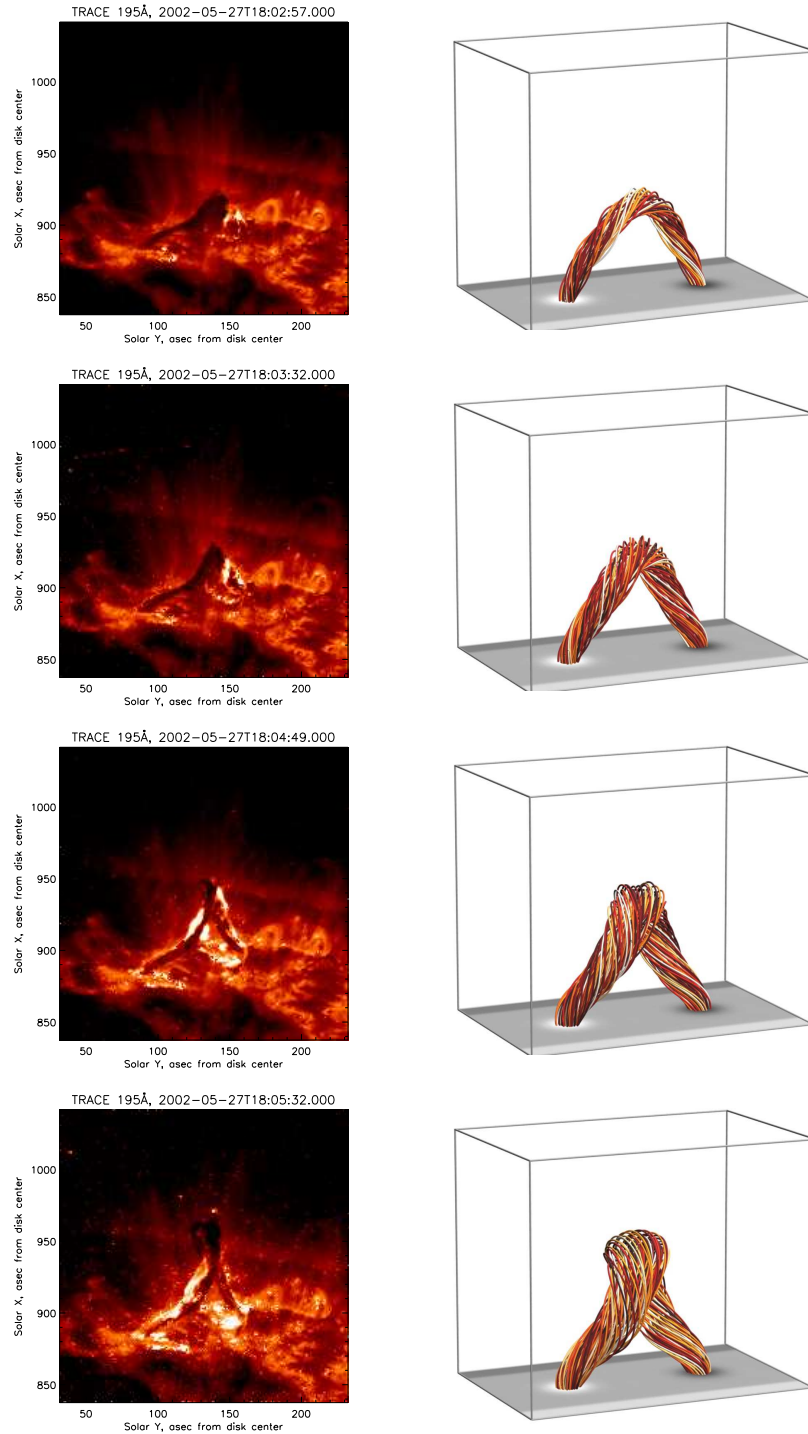 TRACE 195Å, 2002-05-27T18:02:57.000
Solar X, asec from disk center
1000
950
900
850
50 100 150 200
Solar Y, asec from disk center
TRACE 195Å, 2002-05-27T18:03:32.000
Solar X, asec from disk center
1000
950
900
850
50 100 150 200
Solar Y, asec from disk center
TRACE 195Å, 2002-05-27T18:04:49.000
Solar X, asec from disk center
1000
950
900
850
50 100 150 200
Solar Y, asec from disk center
TRACE 195Å, 2002-05-27T18:05:32.000
Solar X, asec from disk center
1000
950
900
850
50 100 150 200
Solar Y, asec from disk center